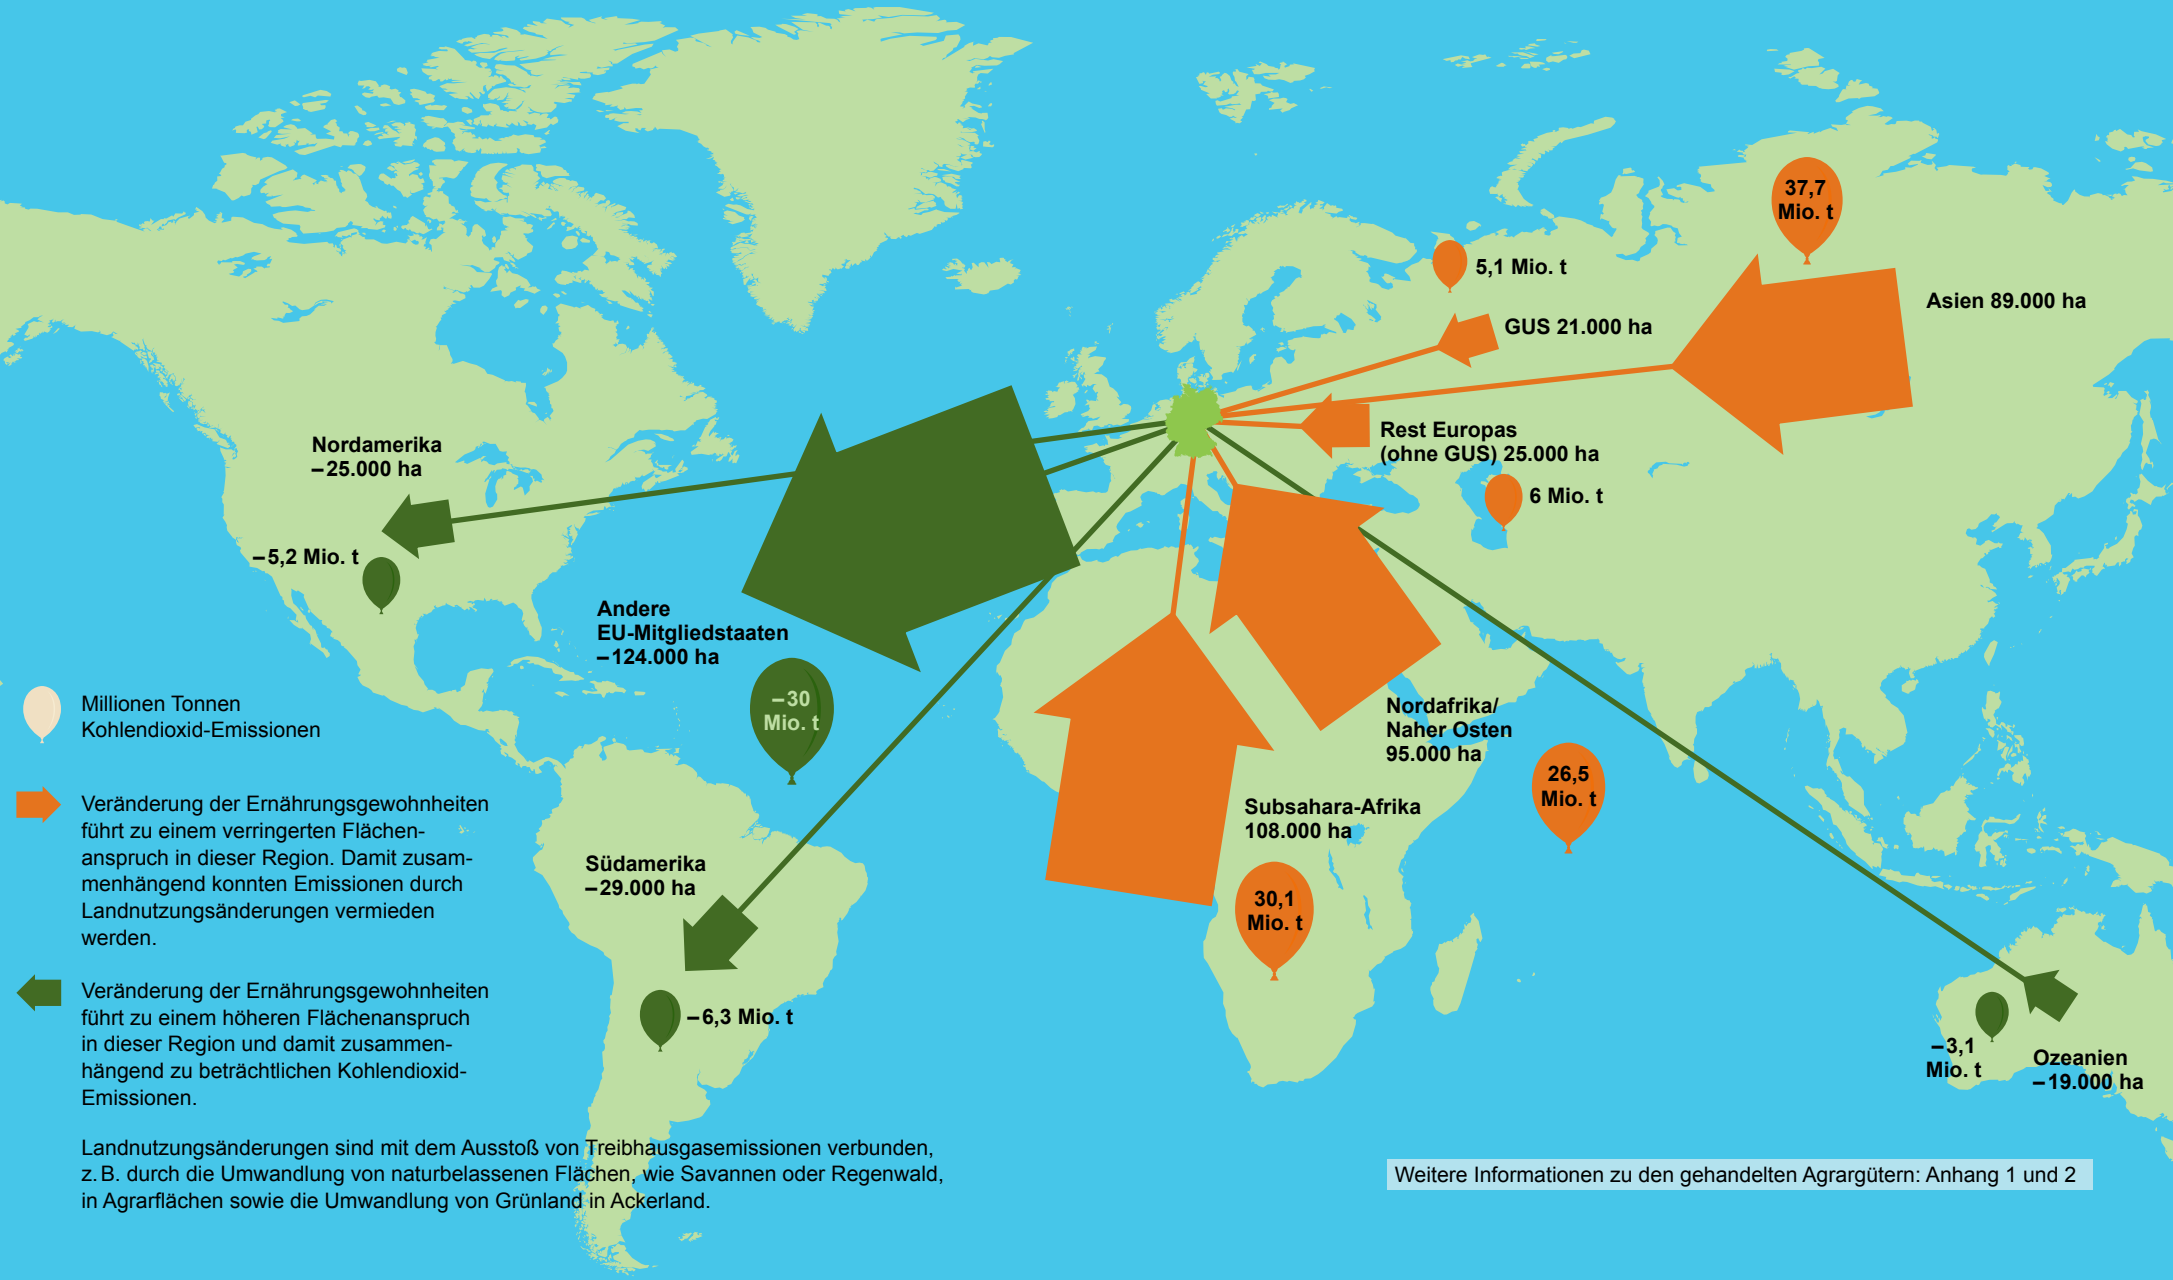 37,7
Mio. t
5,1 Mio. t
Asien 89.000 ha
GUS 21.000 ha
Nordamerika
–25.000 ha
Rest Europas
(ohne GUS) 25.000 ha
6 Mio. t
–5,2 Mio. t
Andere
EU-Mitgliedstaaten
–124.000 ha
–30
Mio. t
Nordafrika/
Naher Osten
95.000 ha
26,5
Mio. t
Subsahara-Afrika
108.000 ha
30,1
Mio. t
Südamerika
–29.000 ha
–6,3 Mio. t
–3,1
Mio. t
Ozeanien
–19.000 ha
Millionen Tonnen
Kohlendioxid-Emissionen
Veränderung der Ernährungsgewohnheiten
führt zu einem verringerten Flächen-
anspruch in dieser Region. Damit zusam-
menhängend konnten Emissionen durch
Landnutzungsänderungen vermieden
werden.
Veränderung der Ernährungsgewohnheiten
führt zu einem höheren Flächenanspruch
in dieser Region und damit zusammen-
hängend zu beträchtlichen Kohlendioxid-
Emissionen.
Landnutzungsänderungen sind mit dem Ausstoß von Treibhausgasemissionen verbunden,
z. B. durch die Umwandlung von naturbelassenen Flächen, wie Savannen oder Regenwald,
in Agrarflächen sowie die Umwandlung von Grünland in Ackerland.
Weitere Informationen zu den gehandelten Agrargütern: Anhang 1 und 2